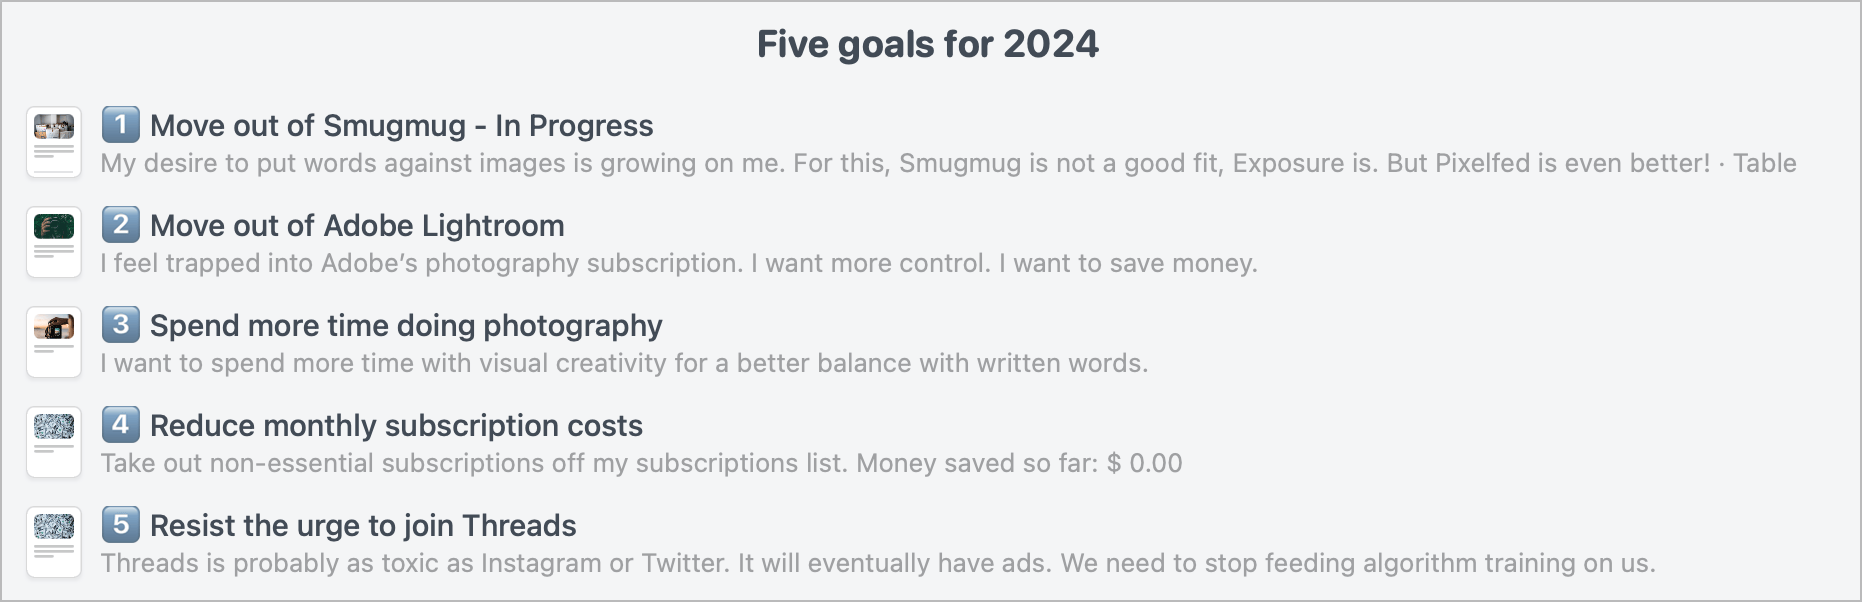 Five goals for 2024
1 Move out of Smugmug - In Progress
My desire to put words against images is growing on me. For this, Smugmug is not a good fit, Exposure is. But Pixelfed is even better! · Table
2 Move out of Adobe Lightroom
I feel trapped into Adobe’s photography subscription. I want more control. I want to save money.
3 Spend more time doing photography
I want to spend more time with visual creativity for a better balance with written words.
4 Reduce monthly subscription costs
Take out non-essential subscriptions off my subscriptions list. Money saved so far: $ 0.00
5 Resist the urge to join Threads
Threads is probably as toxic as Instagram or Twitter. It will eventually have ads. We need to stop feeding algorithm training on us.